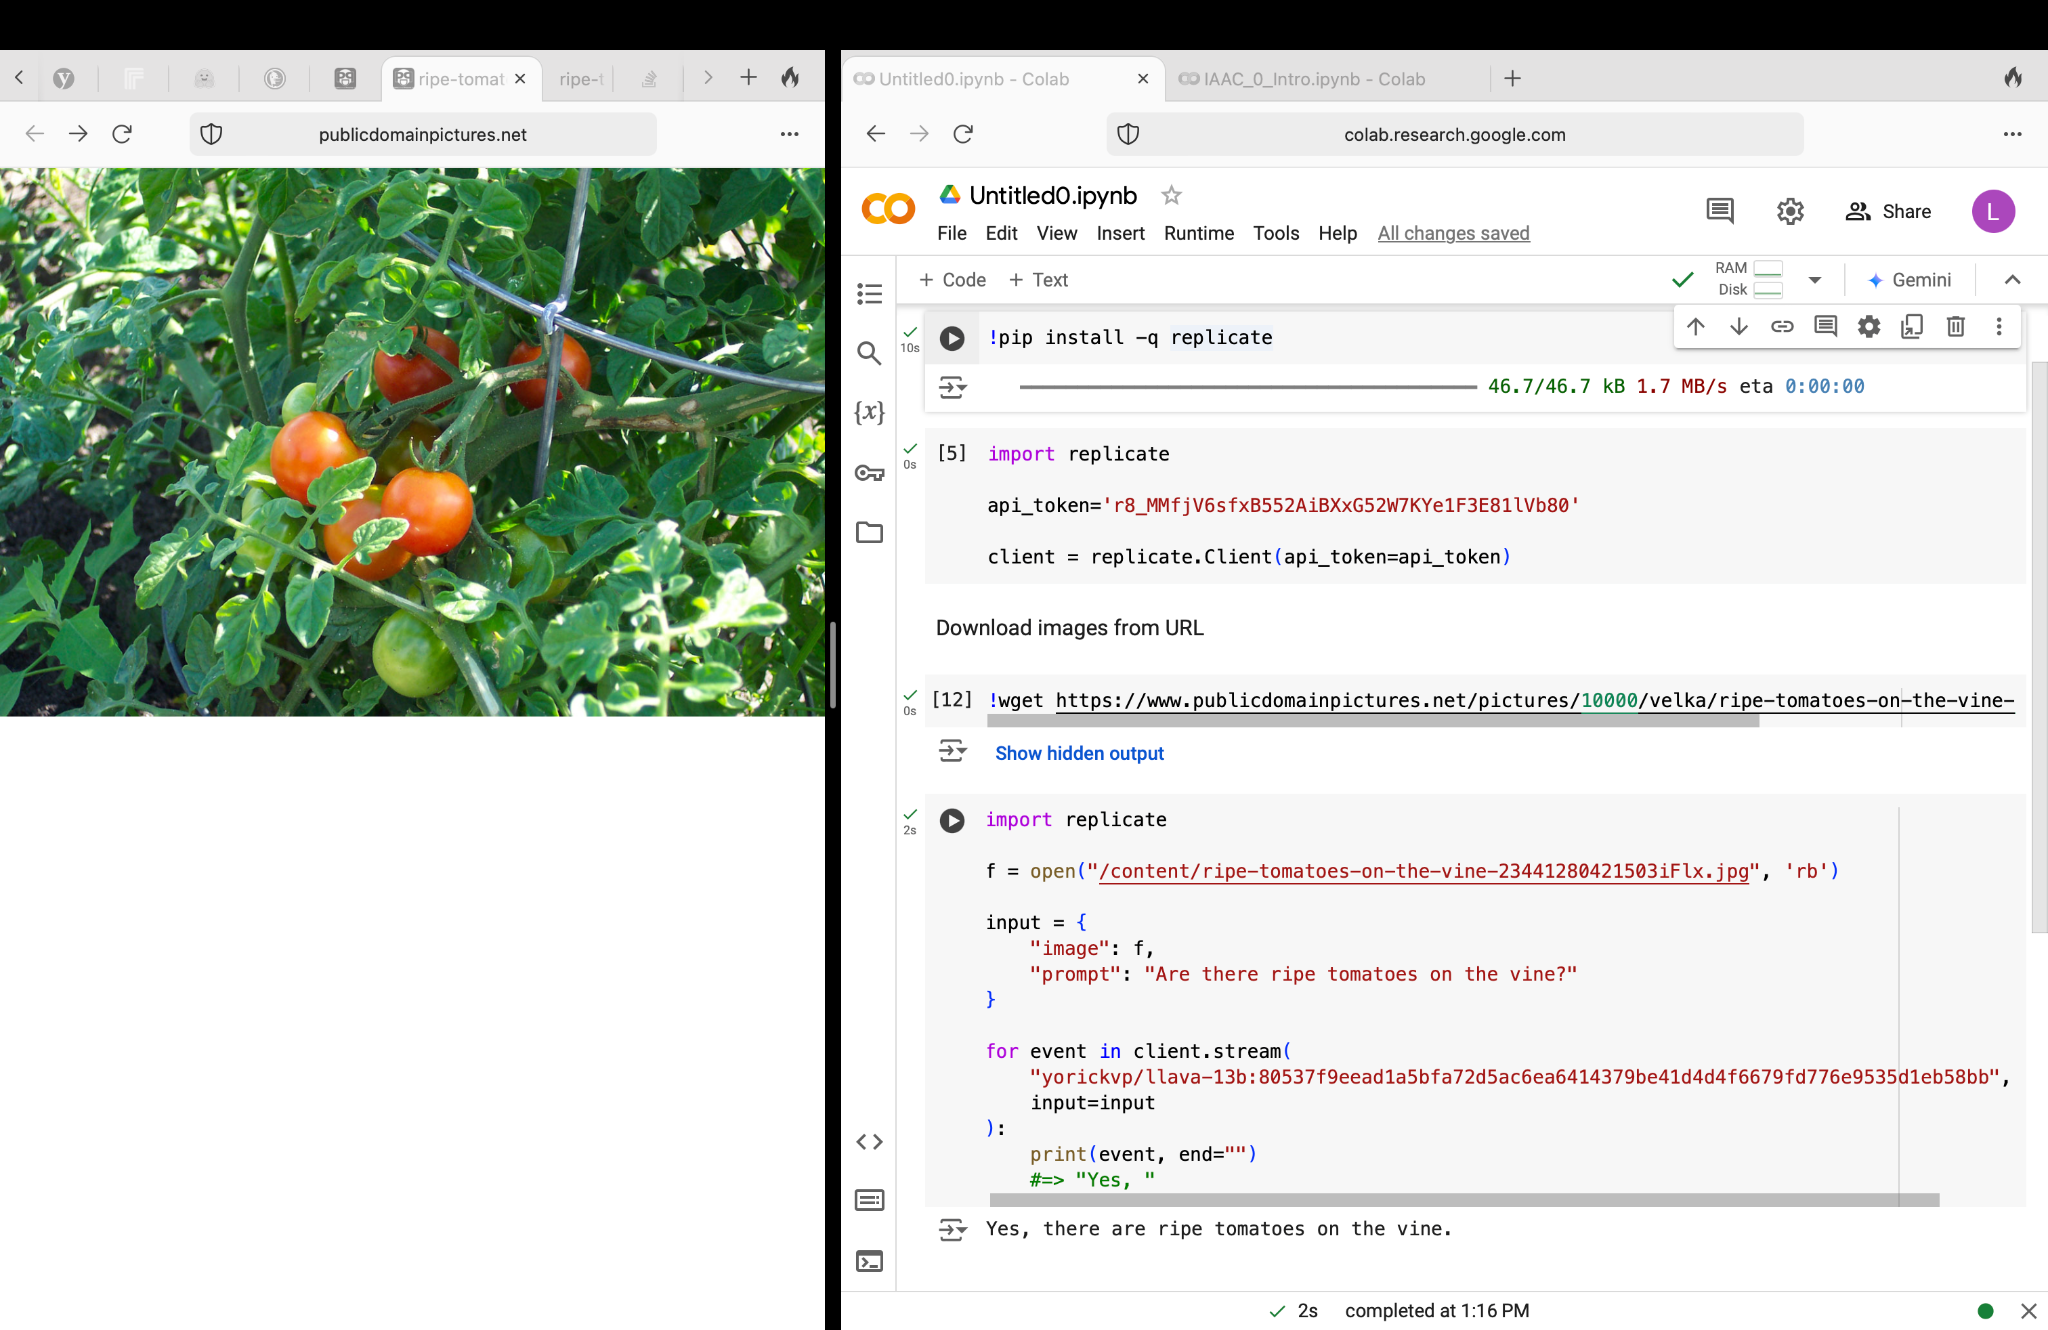 ripe-tomat
ripe-t
publicdomainpictures.net
Untitled0.ipynb - Colab
IAAC_0_Intro.ipynb - Colab
colab.research.google.com
Untitled0.ipynb
File Edit View Insert Runtime Tools Help All changes saved
Share
L
+ Code + Text
RAM
Disk
Gemini
10s
!pip install -q replicate
46.7/46.7 kB 1.7 MB/s eta 0:00:00
{x}
0s
[5] import replicate
api_token='r8_MMfjV6sfxB552AiBXxG52W7KYe1F3E81lVb80'
client = replicate.Client(api_token=api_token)
Download images from URL
0s
[12] !wget https://www.publicdomainpictures.net/pictures/10000/velka/ripe-tomatoes-on-the-vine-
Show hidden output
2s
import replicate
f = open("/content/ripe-tomatoes-on-the-vine-23441280421503iFlx.jpg", 'rb')
input = {
"image": f,
"prompt": "Are there ripe tomatoes on the vine?"
}
for event in client.stream(
"yorickvp/llava-13b:80537f9eead1a5bfa72d5ac6ea6414379be41d4d4f6679fd776e9535d1eb58bb",
input=input
):
print(event, end="")
#=> "Yes, "
Yes, there are ripe tomatoes on the vine.
2s completed at 1:16 PM